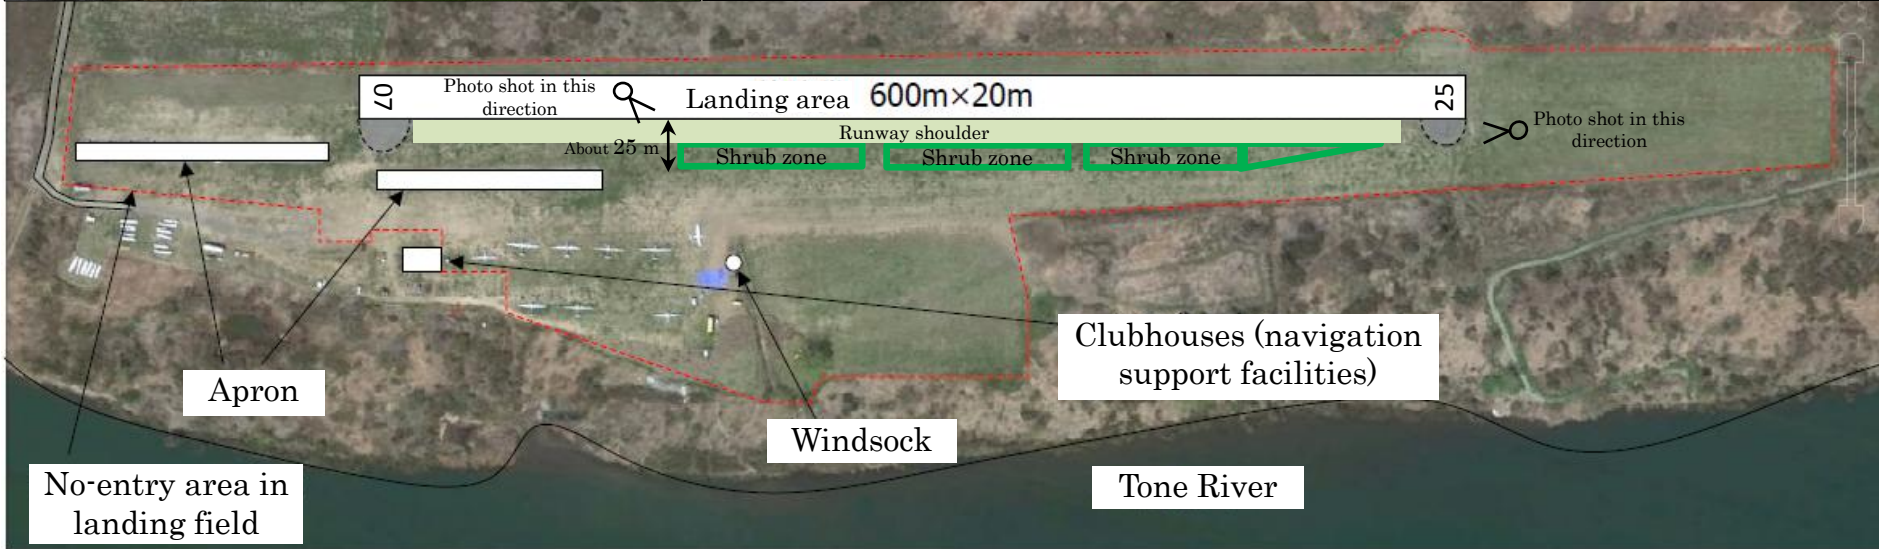 07
Photo shot in this
direction
Landing area 600m×20m
25
Photo shot in this
direction
Runway shoulder
About 25 m
Shrub zone
Shrub zone
Shrub zone
Clubhouses (navigation
support facilities)
Apron
Windsock
No-entry area in
landing field
Tone River